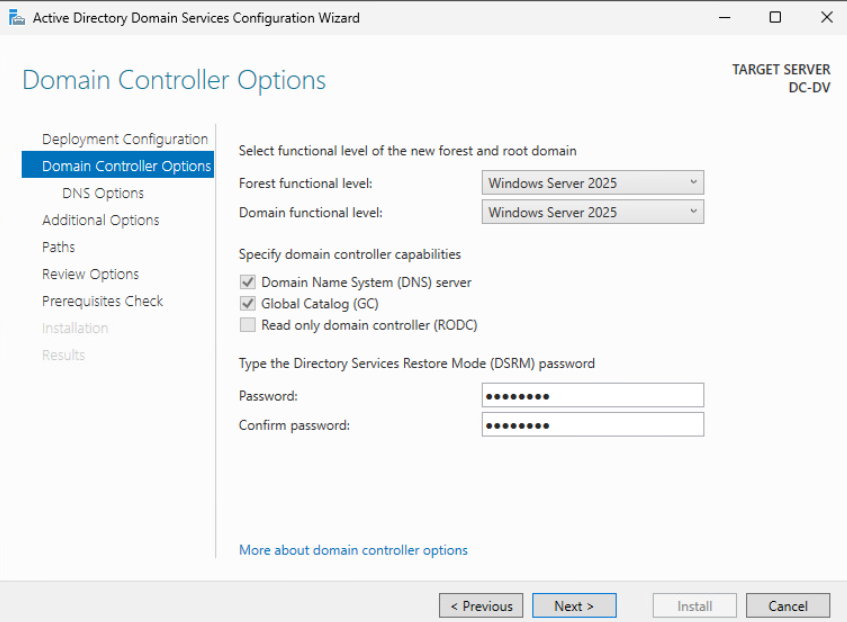 Active Directory Domain Services Configuration Wizard
Domain Controller Options
TARGET SERVER
DC-DV
Deployment Configuration
Domain Controller Options
DNS Options
Additional Options
Paths
Review Options
Prerequisites Check
Installation
Results
Select functional level of the new forest and root domain
Forest functional level: Windows Server 2025
Domain functional level: Windows Server 2025
Specify domain controller capabilities
Domain Name System (DNS) server
Global Catalog (GC)
Read only domain controller (RODC)
Type the Directory Services Restore Mode (DSRM) password
Password: ●●●●●●●●
Confirm password: ●●●●●●●●
More about domain controller options
< Previous Next > Install Cancel